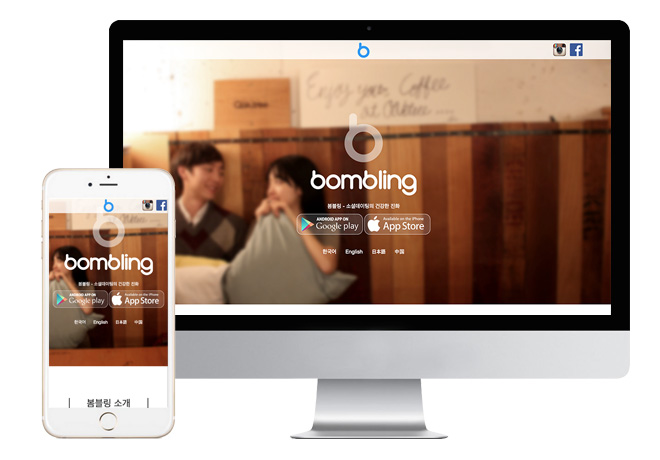 Enjoy your Coffee
bombling
봄블링 - 소셜데이팅의 건강한 진화
ANDROID APP ON
Google play
Available on the iPhone
App Store
한국어 English 日本語 中国
bombling
봄블링 - 소셜데이팅의 건강한 진화
ANDROID APP ON
Google play
Available on the iPhone
App Store
한국어 English 日本語 中国
봄블링 소개